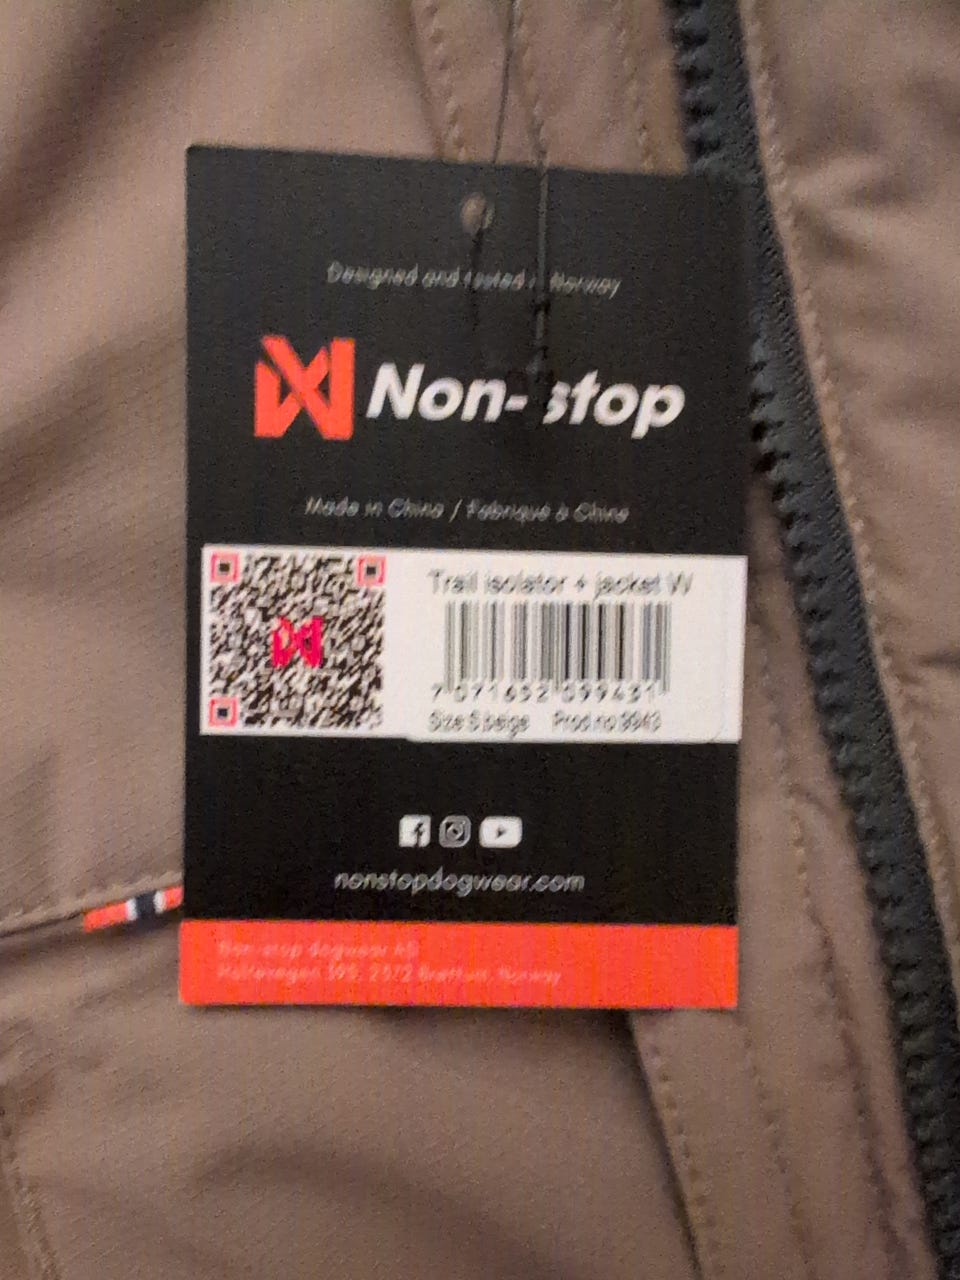 Designed and tested in Norway
Non-stop
Made in China / Fabriqué à Chine
Trail isolator + jacket W
7 071652 099431
Size S, beige Prod.no 9943
nonstopdogwear.com
Non-stop dogwear AS
Norway